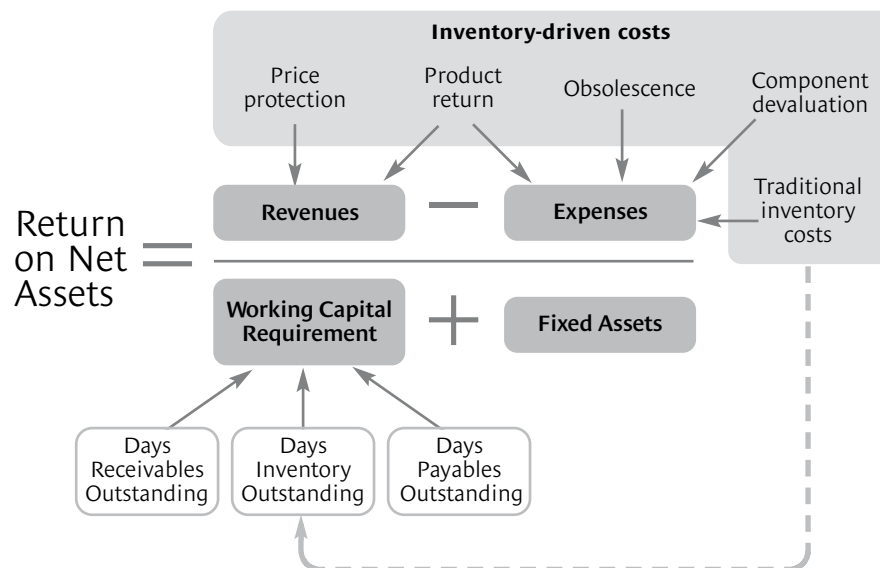 Inventory-driven costs
Price
protection
Product
return
Obsolescence
Component
devaluation
Traditional
inventory
costs
Return
on Net
Assets
=
Revenues
−
Expenses
Working Capital
Requirement
+
Fixed Assets
Days
Receivables
Outstanding
Days
Inventory
Outstanding
Days
Payables
Outstanding